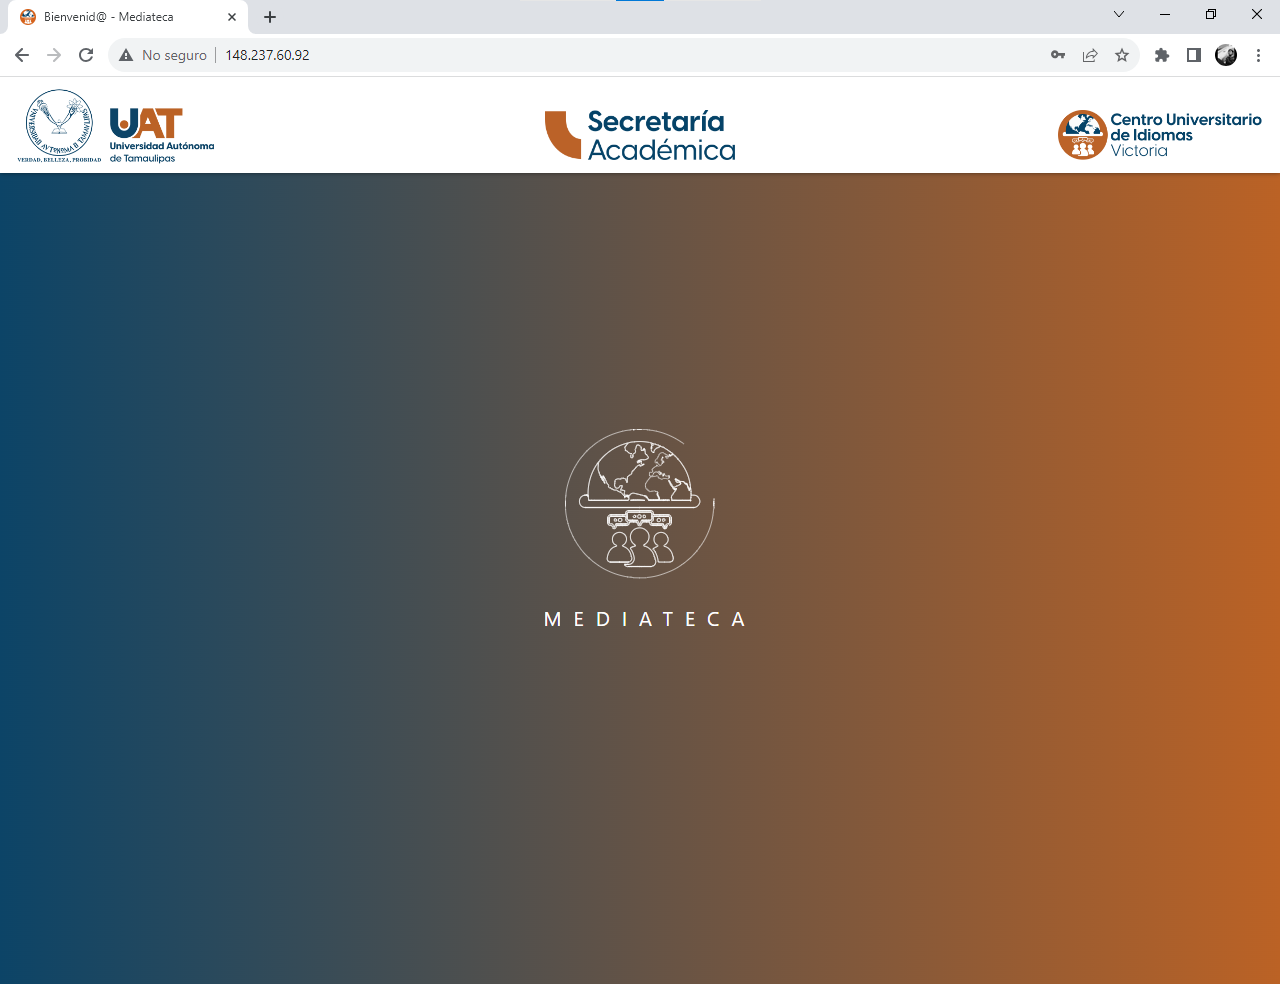 Bienvenid@ - Mediateca
No seguro
148.237.60.92
UNIVERSIDAD AUTÓNOMA DE TAMAULIPAS
VERDAD, BELLEZA, PROBIDAD
UAT
Universidad Autónoma
de Tamaulipas
Secretaría
Académica
Centro Universitario
de Idiomas
Victoria
MEDIATECA